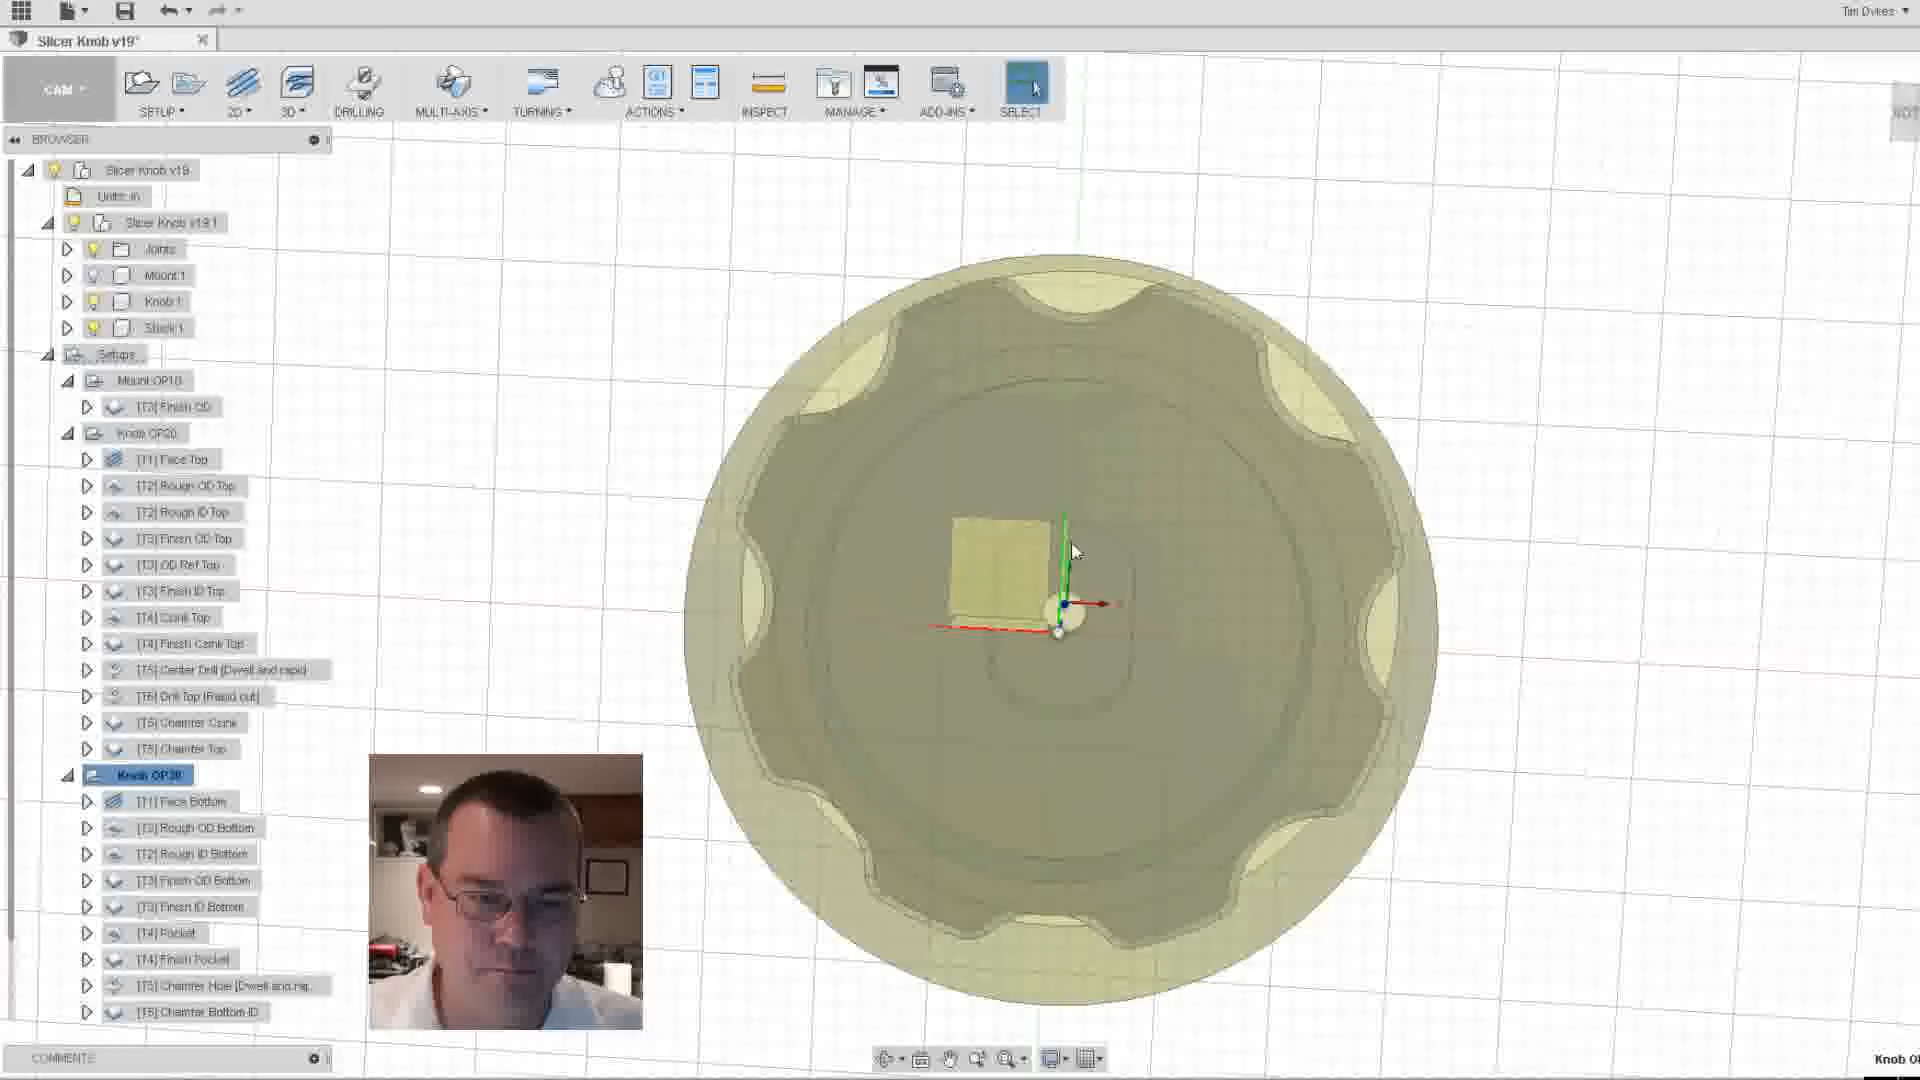 Tim Dykes
Slicer Knob v19*
CAM
SETUP
2D
3D
DRILLING
MULTI-AXIS
TURNING
ACTIONS
INSPECT
MANAGE
ADD-INS
SELECT
BROWSER
Slicer Knob v19
Units: in
Slicer Knob v19:1
Joints
Mount:1
Knob:1
Stock:1
Setups
Mount OP10
[T3] Finish OD
Knob OP20
[T1] Face Top
[T2] Rough OD Top
[T2] Rough ID Top
[T3] Finish OD Top
[T3] OD Ref Top
[T3] Finish ID Top
[T4] Csink Top
[T4] Finish Csink Top
[T5] Center Drill [Dwell and rapid
[T6] Drill Top [Rapid out]
[T5] Chamfer Csink
[T5] Chamfer Top
Knob OP30
[T1] Face Bottom
[T2] Rough OD Bottom
[T2] Rough ID Bottom
[T3] Finish OD Bottom
[T3] Finish ID Bottom
[T4] Pocket
[T4] Finish Pocket
[T5] Chamfer Hole [Dwell and rap...
[T5] Chamfer Bottom ID
COMMENTS
Knob O